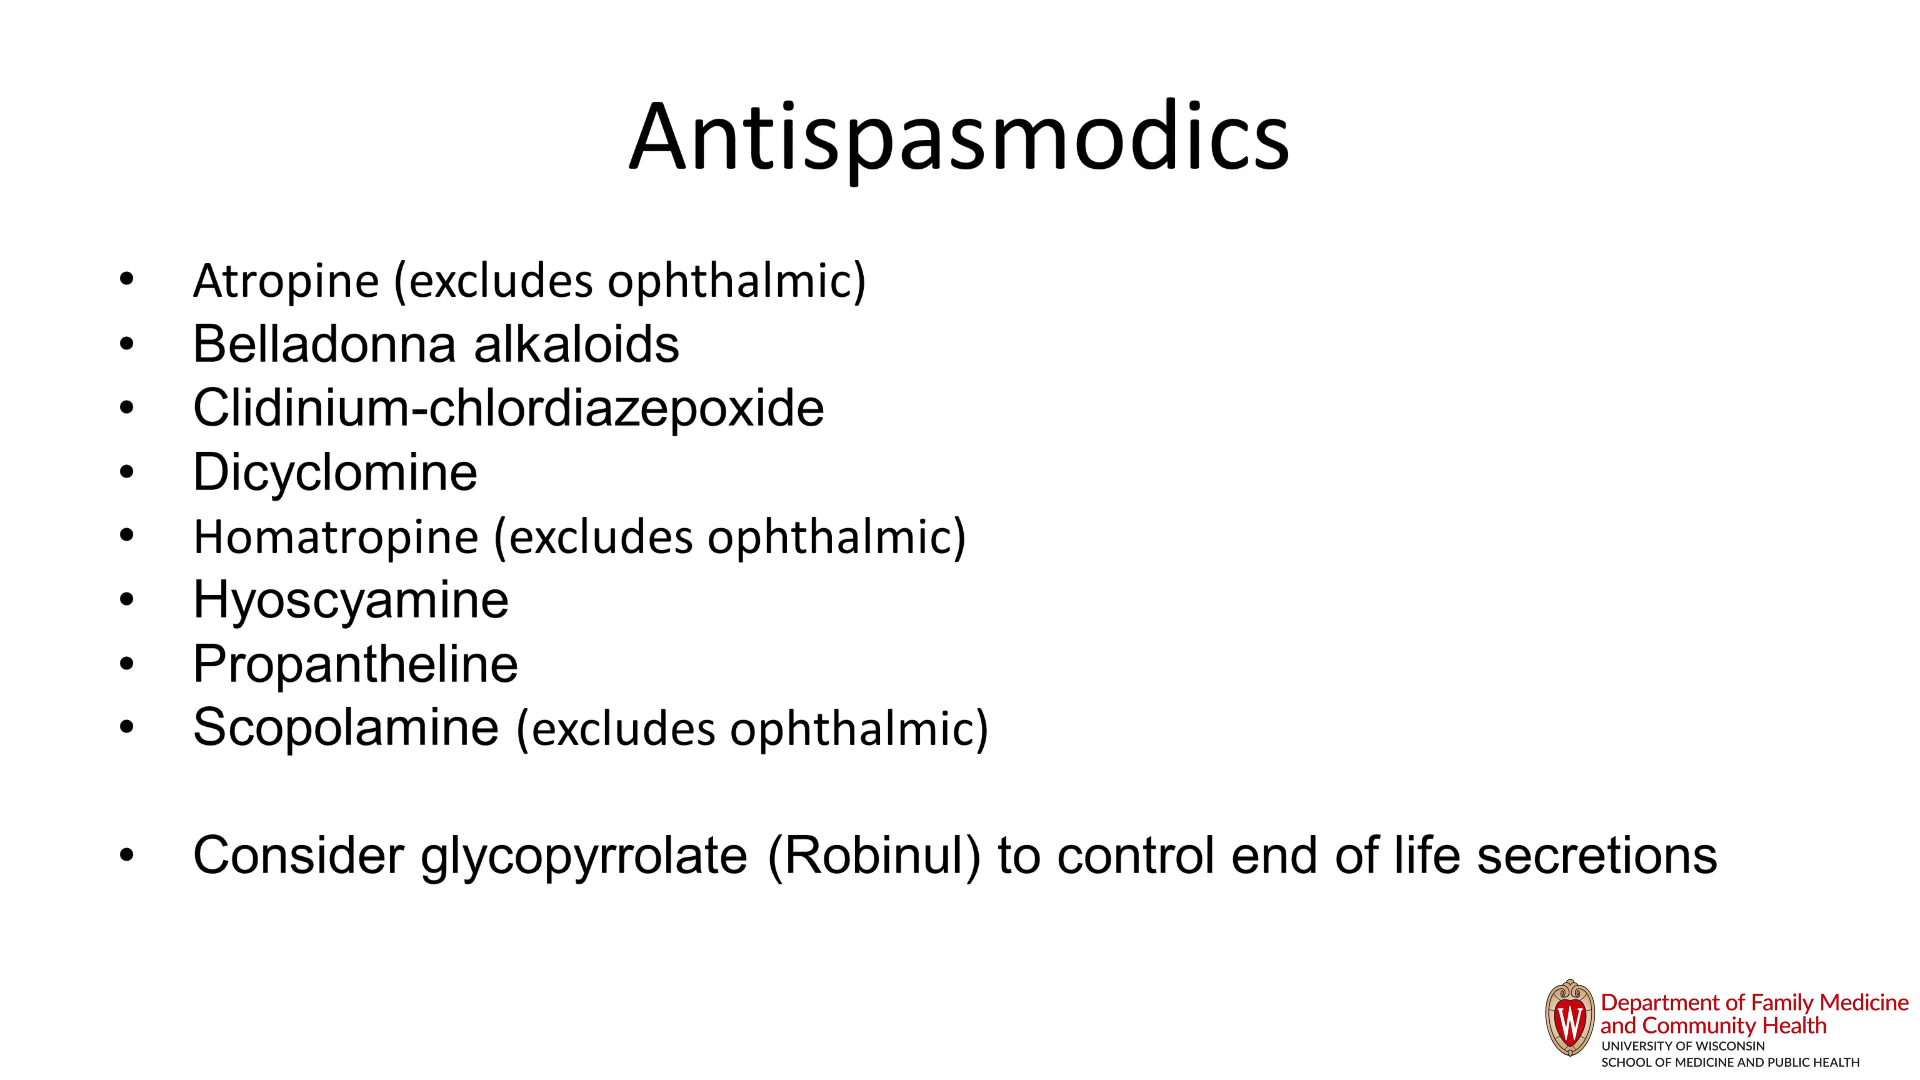 Antispasmodics
• Atropine (excludes ophthalmic)
• Belladonna alkaloids
• Clidinium-chlordiazepoxide
• Dicyclomine
• Homatropine (excludes ophthalmic)
• Hyoscyamine
• Propantheline
• Scopolamine (excludes ophthalmic)
• Consider glycopyrrolate (Robinul) to control end of life secretions
W
Department of Family Medicine
and Community Health
UNIVERSITY OF WISCONSIN
SCHOOL OF MEDICINE AND PUBLIC HEALTH